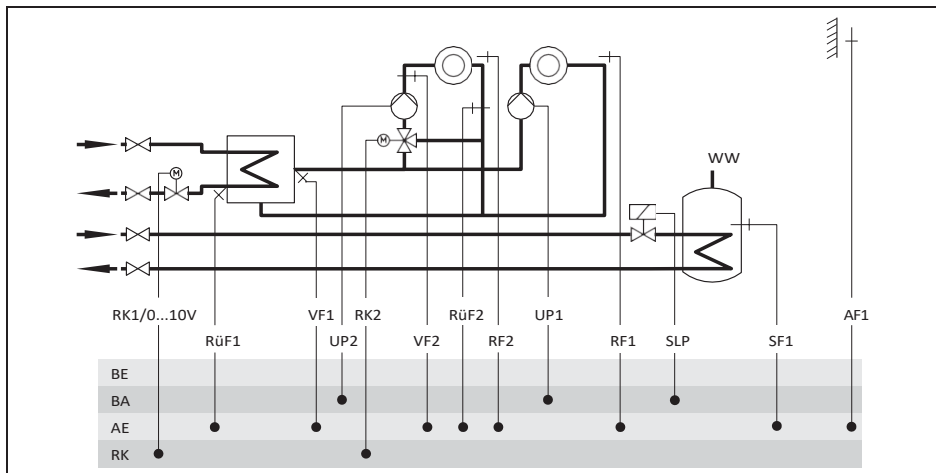 M
WW
M
RK1/0...10V
VF1
RK2
RüF2
UP1
AF1
RüF1
UP2
VF2
RF2
RF1
SLP
SF1
BE
BA
AE
RK